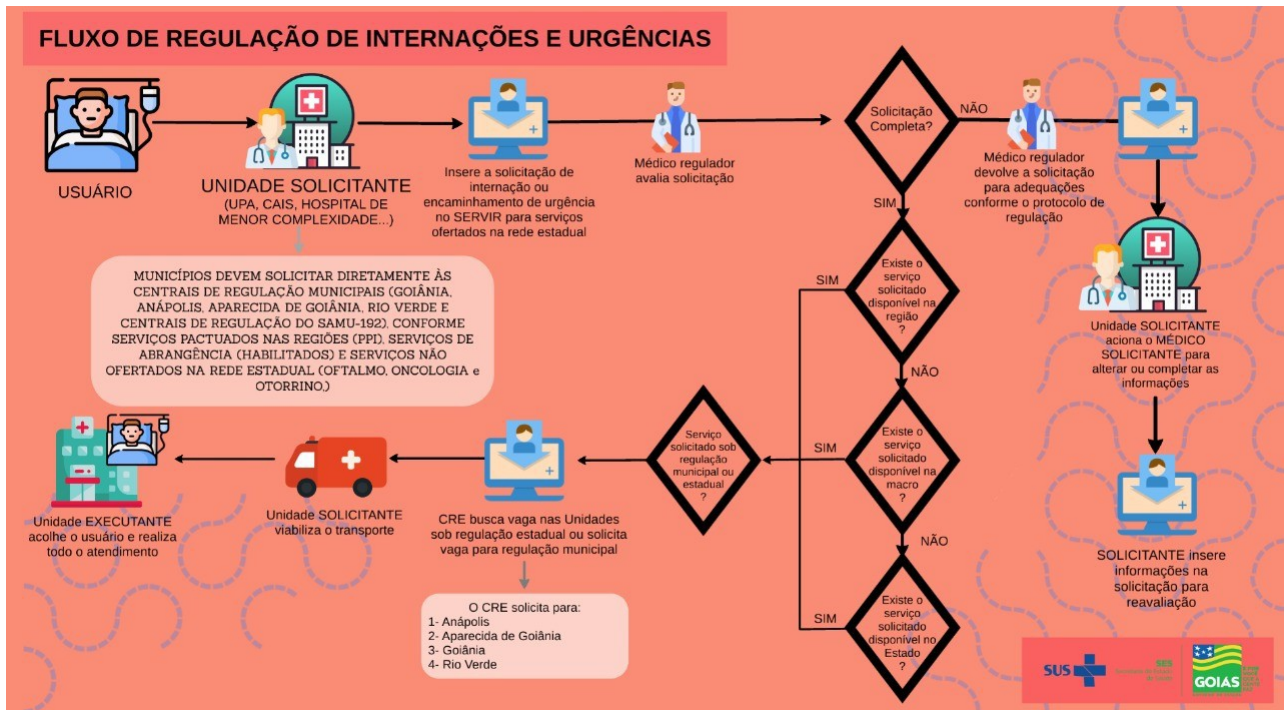 FLUXO DE REGULAÇÃO DE INTERNAÇÕES E URGÊNCIAS
USUÁRIO
UNIDADE SOLICITANTE
(UPA, CAIS, HOSPITAL DE
MENOR COMPLEXIDADE...)
Insere a solicitação de
internação ou
encaminhamento de urgência
no SERVIR para serviços
ofertados na rede estadual
Médico regulador
avalia solicitação
Solicitação
Completa?
NÃO
Médico regulador
devolve a solicitação
para adequações
conforme o protocolo de
regulação
SIM
MUNICÍPIOS DEVEM SOLICITAR DIRETAMENTE ÀS
CENTRAIS DE REGULAÇÃO MUNICIPAIS (GOIÂNIA,
ANÁPOLIS, APARECIDA DE GOIÂNIA, RIO VERDE E
CENTRAIS DE REGULAÇÃO DO SAMU-192), CONFORME
SERVIÇOS PACTUADOS NAS REGIÕES (PPI), SERVIÇOS DE
ABRANGÊNCIA (HABILITADOS) E SERVIÇOS NÃO
OFERTADOS NA REDE ESTADUAL (OFTALMO, ONCOLOGIA e
OTORRINO,)
SIM
Existe o
serviço
solicitado
disponível na
região
?
Unidade SOLICITANTE
aciona o MÉDICO
SOLICITANTE para
alterar ou completar as
informações
NÃO
Unidade EXECUTANTE
acolhe o usuário e realiza
todo o atendimento
Unidade SOLICITANTE
viabiliza o transporte
CRE busca vaga nas Unidades
sob regulação estadual ou solicita
vaga para regulação municipal
Serviço
solicitado sob
regulação
municipal ou
estadual
?
SIM
Existe o
serviço
solicitado
disponível na
macro
?
NÃO
SOLICITANTE insere
informações na
solicitação para
reavaliação
O CRE solicita para:
1- Anápolis
2- Aparecida de Goiânia
3- Goiânia
4- Rio Verde
SIM
Existe o
serviço
solicitado
disponível no
Estado
?
SUS
SES
GOIÁS